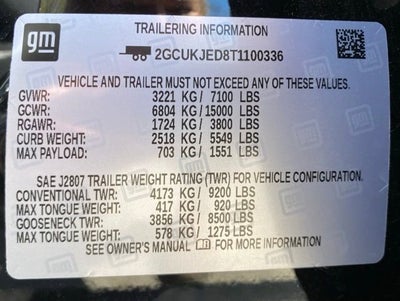 gm
TRAILERING INFORMATION
2GCUKJED8T1100336
VEHICLE AND TRAILER MUST NOT EXCEED ANY OF THESE VALUES.
GVWR: 3221 KG / 7100 LBS
GCWR: 6804 KG / 15000 LBS
RGAWR: 1724 KG / 3800 LBS
CURB WEIGHT: 2518 KG / 5549 LBS
MAX PAYLOAD: 703 KG / 1551 LBS
SAE J2807 TRAILER WEIGHT RATING (TWR) FOR VEHICLE CONFIGURATION.
CONVENTIONAL TWR: 4173 KG / 9200 LBS
MAX TONGUE WEIGHT: 417 KG / 920 LBS
GOOSENECK TWR: 3856 KG / 8500 LBS
MAX TONGUE WEIGHT: 578 KG / 1275 LBS
SEE OWNER'S MANUAL FOR MORE INFORMATION